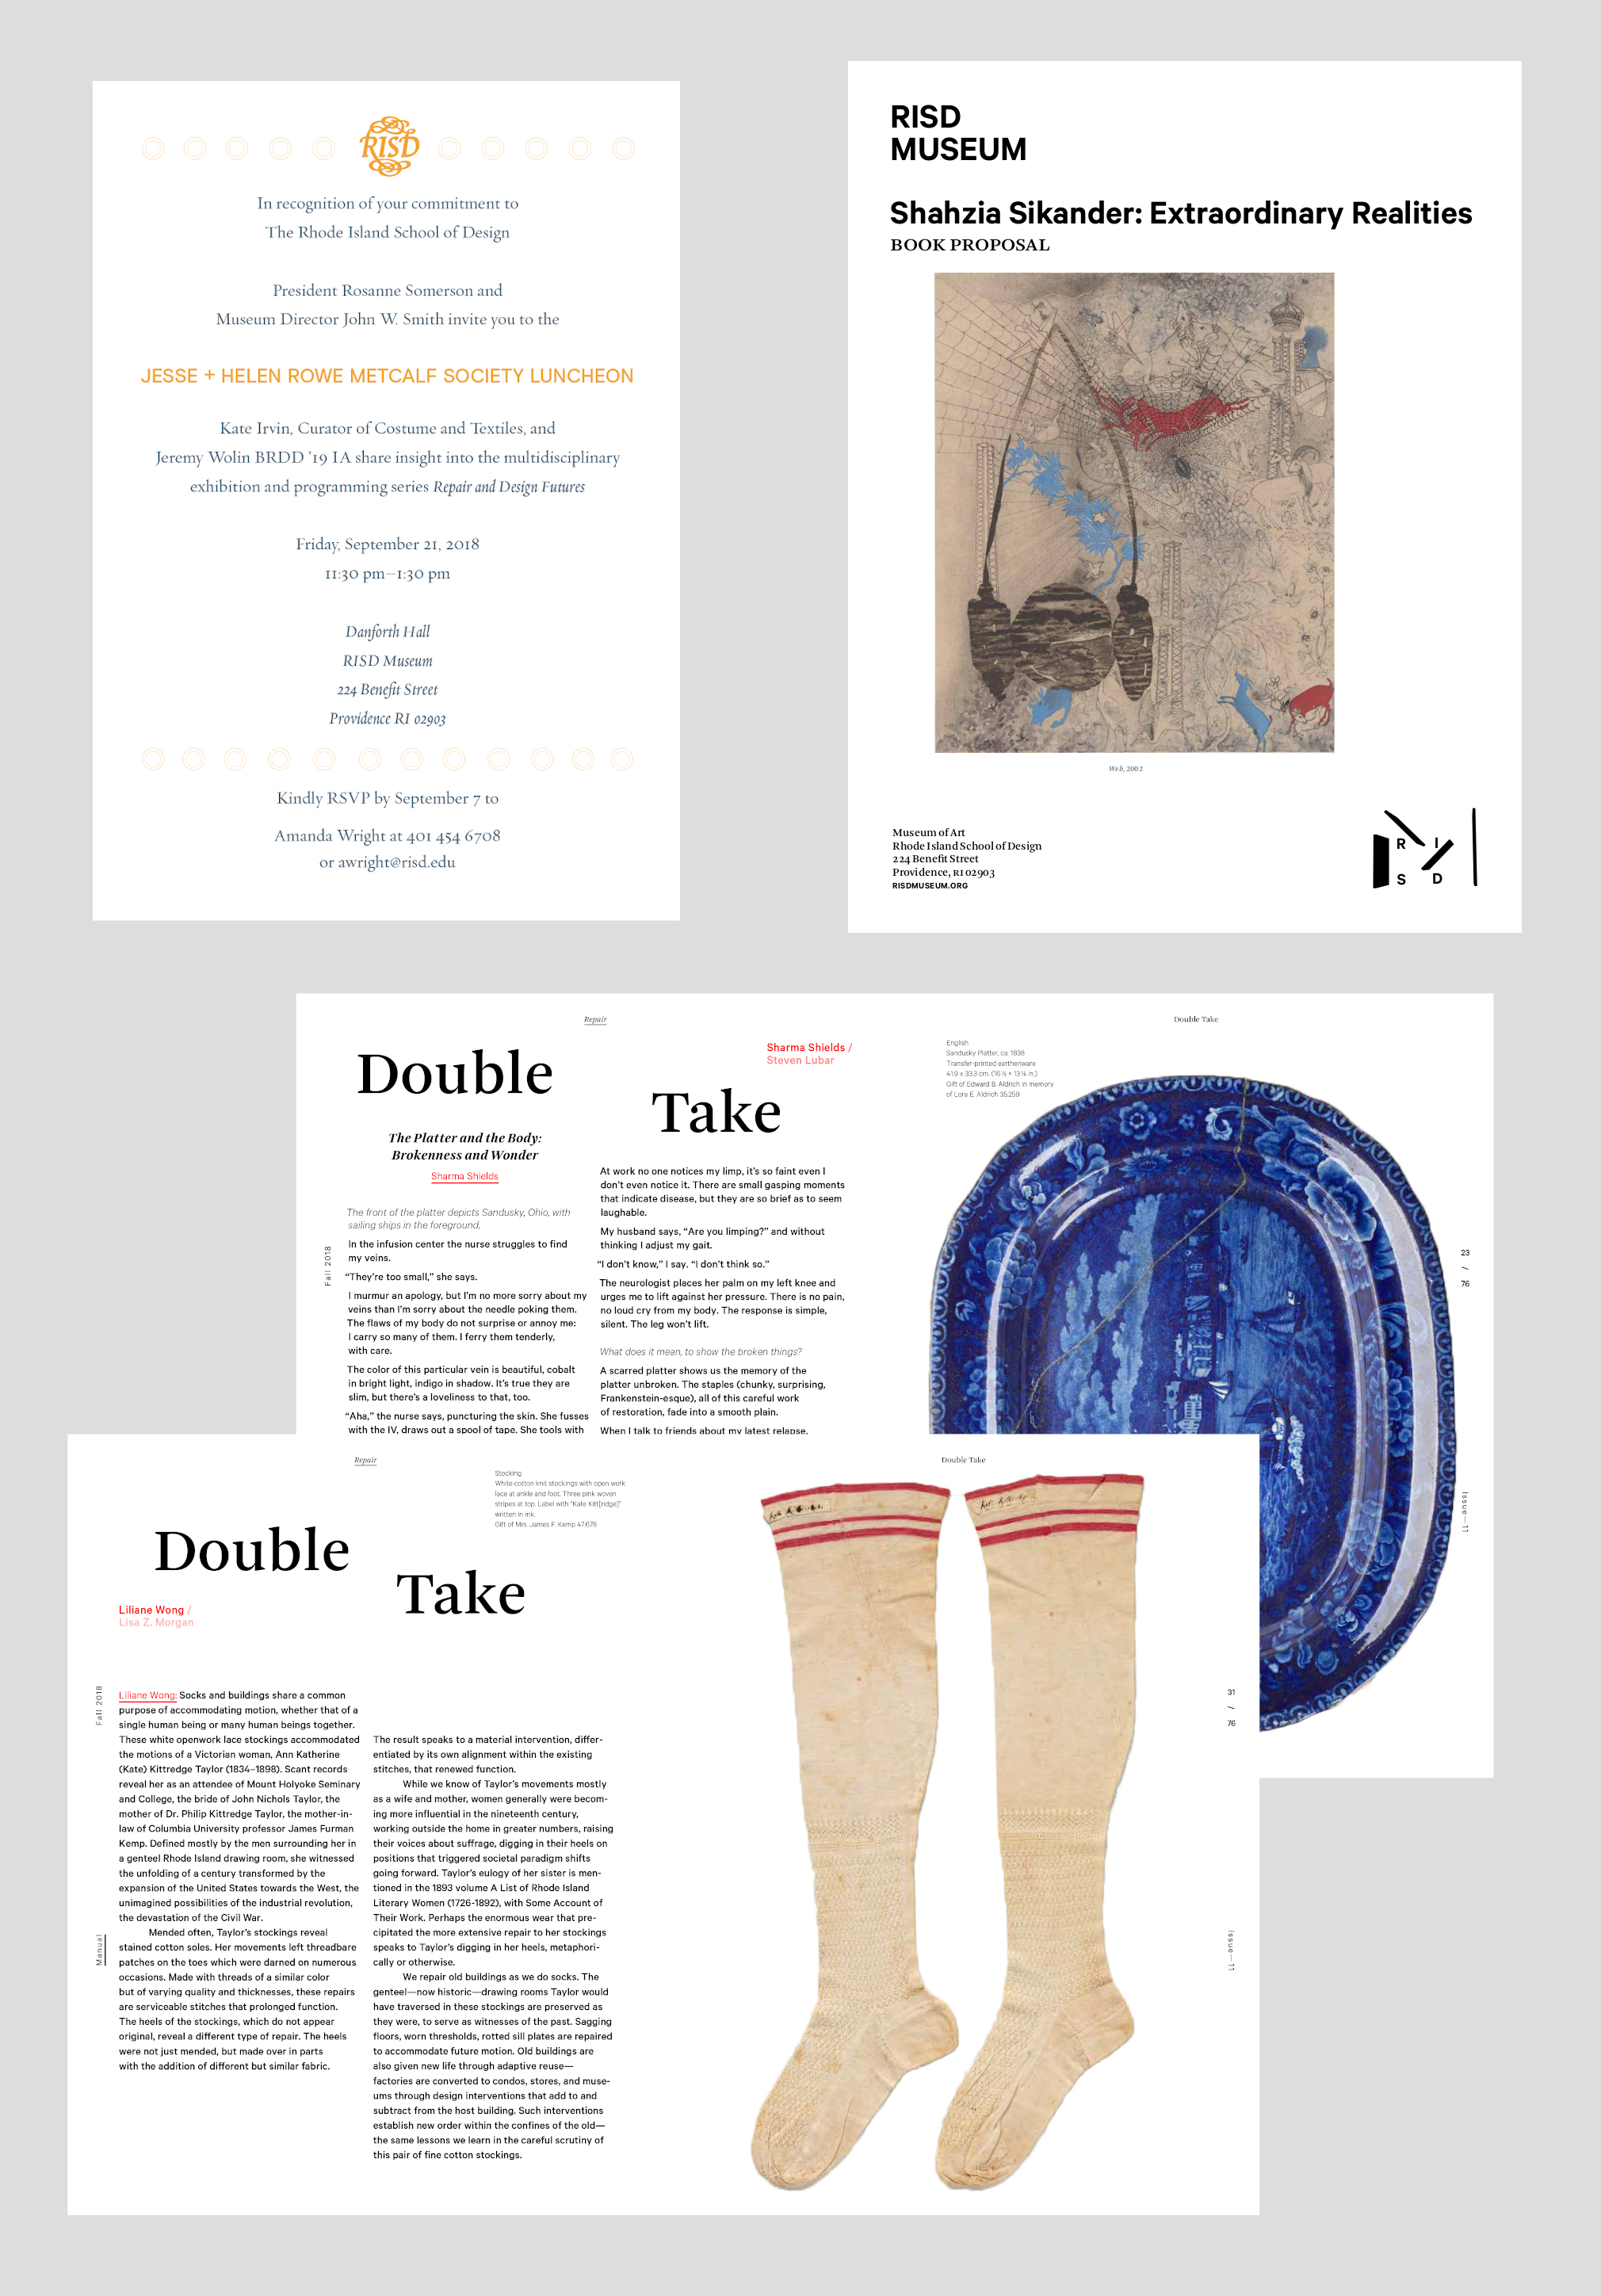 RISD
In recognition of your commitment to
The Rhode Island School of Design
President Rosanne Somerson and
Museum Director John W. Smith invite you to the
JESSE + HELEN ROWE METCALF SOCIETY LUNCHEON
Kate Irvin, Curator of Costume and Textiles, and
Jeremy Wolin BRDD ’19 IA share insight into the multidisciplinary
exhibition and programming series Repair and Design Futures
Friday, September 21, 2018
11:30 pm–1:30 pm
Danforth Hall
RISD Museum
224 Benefit Street
Providence RI 02903
Kindly RSVP by September 7 to
Amanda Wright at 401 454 6708
or awright@risd.edu
RISD
MUSEUM
Shahzia Sikander: Extraordinary Realities
BOOK PROPOSAL
Web, 2002
Museum of Art
Rhode Island School of Design
224 Benefit Street
Providence, RI 02903
RISDMUSEUM.ORG
R I
S D
Repair
Double Take
Double
Take
Sharma Shields /
Steven Lubar
English
Sandusky Platter, ca. 1838
Transfer-printed earthenware
41.9 x 33.3 cm. (16 ½ × 13 ⅛ in.)
Gift of Edward B. Aldrich in memory
of Lora E. Aldrich 35.259
The Platter and the Body:
Brokenness and Wonder
Sharma Shields
The front of the platter depicts Sandusky, Ohio, with
sailing ships in the foreground.
In the infusion center the nurse struggles to find
my veins.
“They’re too small,” she says.
I murmur an apology, but I’m no more sorry about my
veins than I’m sorry about the needle poking them.
The flaws of my body do not surprise or annoy me:
I carry so many of them. I ferry them tenderly,
with care.
The color of this particular vein is beautiful, cobalt
in bright light, indigo in shadow. It’s true they are
slim, but there’s a loveliness to that, too.
“Aha,” the nurse says, puncturing the skin. She fusses
with the IV, draws out a spool of tape. She tools with
At work no one notices my limp, it’s so faint even I
don’t even notice it. There are small gasping moments
that indicate disease, but they are so brief as to seem
laughable.
My husband says, “Are you limping?” and without
thinking I adjust my gait.
“I don’t know,” I say. “I don’t think so.”
The neurologist places her palm on my left knee and
urges me to lift against her pressure. There is no pain,
no loud cry from my body. The response is simple,
silent. The leg won’t lift.
What does it mean, to show the broken things?
A scarred platter shows us the memory of the
platter unbroken. The staples (chunky, surprising,
Frankenstein-esque), all of this careful work
of restoration, fade into a smooth plain.
When I talk to friends about my latest relapse,
Fall 2018
23
/
76
Issue—11
Repair
Double Take
Stocking
White cotton knit stockings with open work
lace at ankle and foot. Three pink woven
stripes at top. Label with "Kate Kitt[ridge]"
written in ink.
Gift of Mrs. James F. Kemp 47.678
Double
Take
Liliane Wong /
Lisa Z. Morgan
Liliane Wong: Socks and buildings share a common
purpose of accommodating motion, whether that of a
single human being or many human beings together.
These white openwork lace stockings accommodated
the motions of a Victorian woman, Ann Katherine
(Kate) Kittredge Taylor (1834–1898). Scant records
reveal her as an attendee of Mount Holyoke Seminary
and College, the bride of John Nichols Taylor, the
mother of Dr. Philip Kittredge Taylor, the mother-in-
law of Columbia University professor James Furman
Kemp. Defined mostly by the men surrounding her in
a genteel Rhode Island drawing room, she witnessed
the unfolding of a century transformed by the
expansion of the United States towards the West, the
unimagined possibilities of the industrial revolution,
the devastation of the Civil War.
Mended often, Taylor’s stockings reveal
stained cotton soles. Her movements left threadbare
patches on the toes which were darned on numerous
occasions. Made with threads of a similar color
but of varying quality and thicknesses, these repairs
are serviceable stitches that prolonged function.
The heels of the stockings, which do not appear
original, reveal a different type of repair. The heels
were not just mended, but made over in parts
with the addition of different but similar fabric.
The result speaks to a material intervention, differ-
entiated by its own alignment within the existing
stitches, that renewed function.
While we know of Taylor’s movements mostly
as a wife and mother, women generally were becom-
ing more influential in the nineteenth century,
working outside the home in greater numbers, raising
their voices about suffrage, digging in their heels on
positions that triggered societal paradigm shifts
going forward. Taylor’s eulogy of her sister is men-
tioned in the 1893 volume A List of Rhode Island
Literary Women (1726-1892), with Some Account of
Their Work. Perhaps the enormous wear that pre-
cipitated the more extensive repair to her stockings
speaks to Taylor’s digging in her heels, metaphori-
cally or otherwise.
We repair old buildings as we do socks. The
genteel—now historic—drawing rooms Taylor would
have traversed in these stockings are preserved as
they were, to serve as witnesses of the past. Sagging
floors, worn thresholds, rotted sill plates are repaired
to accommodate future motion. Old buildings are
also given new life through adaptive reuse—
factories are converted to condos, stores, and muse-
ums through design interventions that add to and
subtract from the host building. Such interventions
establish new order within the confines of the old—
the same lessons we learn in the careful scrutiny of
this pair of fine cotton stockings.
Fall 2018
Manual
31
/
76
Issue—11